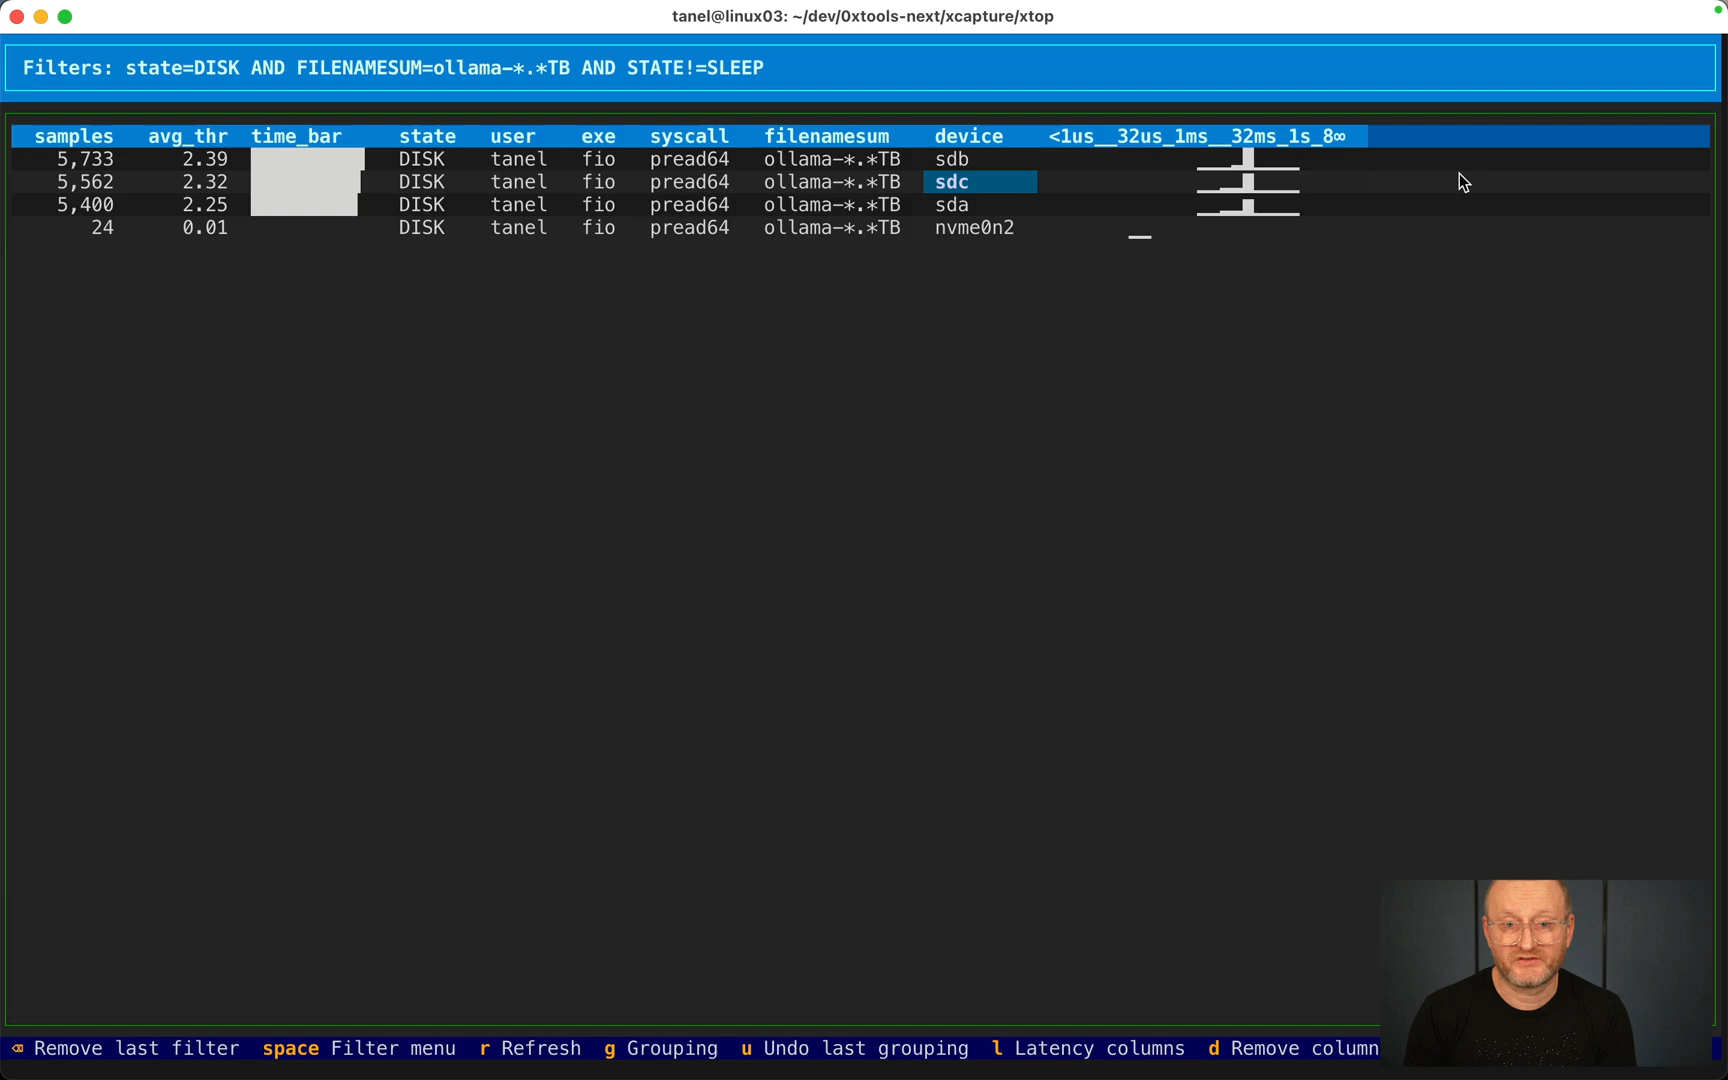 tanel@linux03: ~/dev/0xtools-next/xcapture/xtop
Filters: state=DISK AND FILENAMESUM=ollama-*.*TB AND STATE!=SLEEP
samples avg_thr time_bar state user exe syscall filenamesum device <1us__32us_1ms__32ms_1s_8∞
5,733 2.39 DISK tanel fio pread64 ollama-*.*TB sdb
5,562 2.32 DISK tanel fio pread64 ollama-*.*TB sdc
5,400 2.25 DISK tanel fio pread64 ollama-*.*TB sda
24 0.01 DISK tanel fio pread64 ollama-*.*TB nvme0n2
⌫ Remove last filter space Filter menu r Refresh g Grouping u Undo last grouping l Latency columns d Remove column